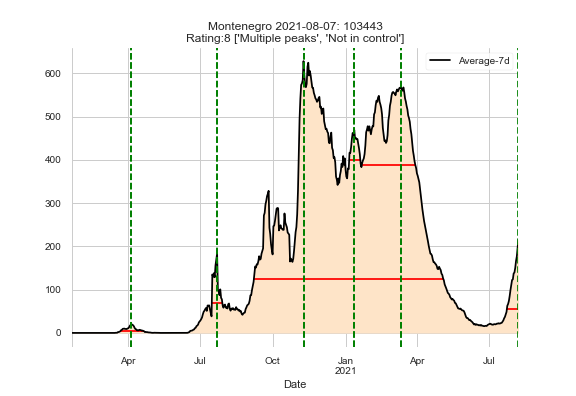 Montenegro 2021-08-07: 103443
Rating:8 ['Multiple peaks', 'Not in control']
Average-7d
600
500
400
300
200
100
0
Apr Jul Oct Jan Apr Jul
2021
Date